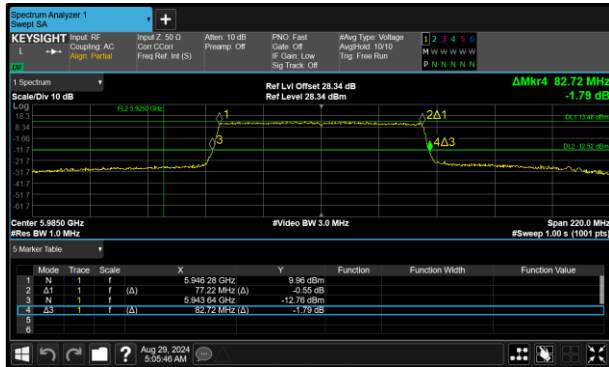 Spectrum Analyzer 1
Swept SA
KEYSIGHT Input: RF Input Z: 50 Ω Atten: 10 dB PNO: Fast #Avg Type: Voltage 1 2 3 4 5 6
L Coupling: AC Corr CCorr Preamp: Off Gate: Off Avg|Hold: 10/10 M W W W W W
Align: Partial Freq Ref: Int (S) IF Gain: Low Trig: Free Run
Sig Track: Off P N N N N N
1 Spectrum Ref Lvl Offset 28.34 dB ΔMkr4 82.72 MHz
Scale/Div 10 dB Ref Level 28.34 dBm -1.79 dB
Log
18.3 FL2 5.9250 GHz 1 2Δ1 DL1 13.48 dBm
8.34
-1.66 3 4Δ3
-11.7 DL2 -12.52 dBm
-21.7
-31.7
-41.7
-51.7
-61.7
Center 5.9850 GHz #Video BW 3.0 MHz Span 220.0 MHz
#Res BW 1.0 MHz #Sweep 1.00 s (1001 pts)
5 Marker Table
Mode Trace Scale X Y Function Function Width Function Value
1 N 1 f 5.946 28 GHz 9.96 dBm
2 Δ1 1 f (Δ) 77.22 MHz (Δ) -0.55 dB
3 N 1 f 5.943 64 GHz -12.76 dBm
4 Δ3 1 f (Δ) 82.72 MHz (Δ) -1.79 dB
5
6
? Aug 29, 2024
5:05:46 AM